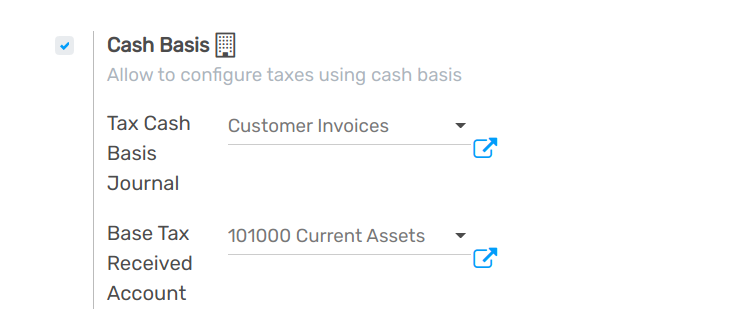 Cash Basis
Allow to configure taxes using cash basis
Tax Cash
Basis
Journal
Customer Invoices
Base Tax
Received
Account
101000 Current Assets